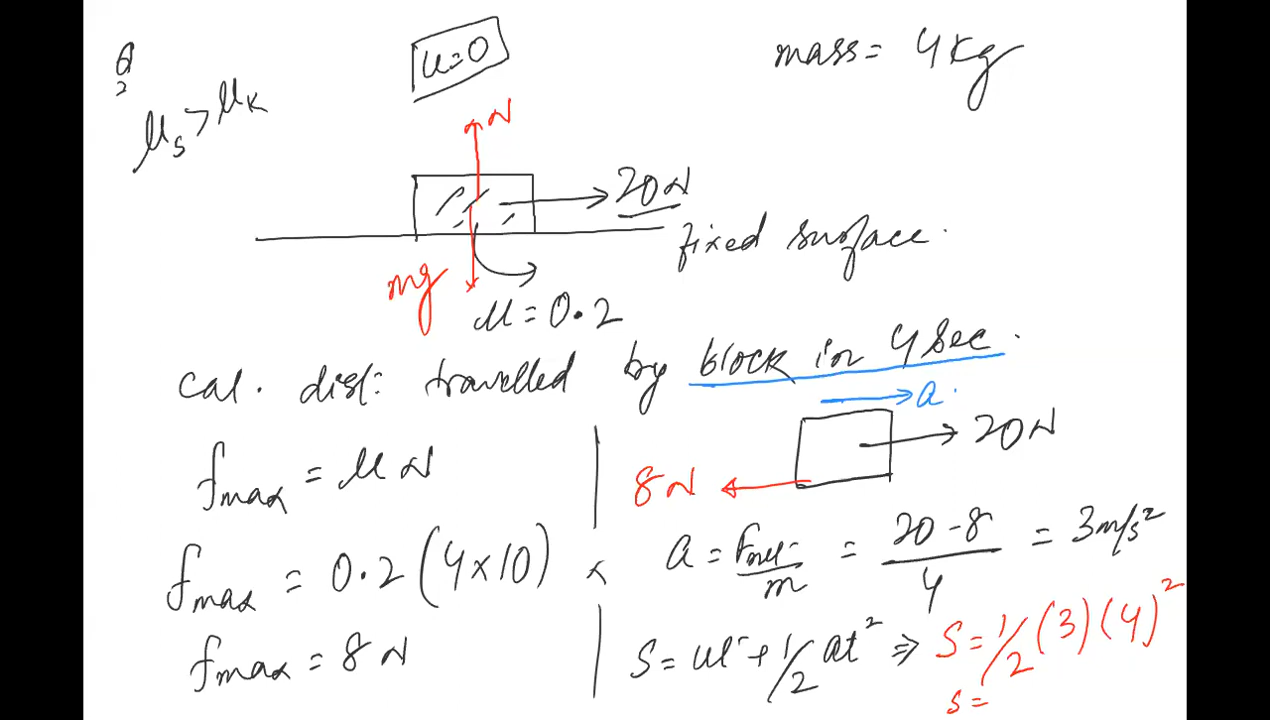 Q
2
μs > μk
u=0
mass = 4kg
N
20N
fixed surface.
mg
μ = 0.2
cal. dist: travelled by block in 4 sec.
a.
20N
8N
fmax = μN
fmax = 0.2 (4×10)
fmax = 8N
a = Fnet/m = 20-8/4 = 3m/s²
S = ut + 1/2 at² ⇒ S = 1/2 (3) (4)²
S =